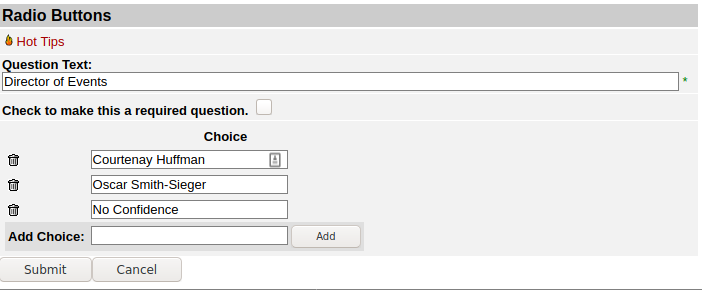 Radio Buttons
Hot Tips
Question Text:
Director of Events *
Check to make this a required question.
Choice
Courtenay Huffman
Oscar Smith-Sieger
No Confidence
Add Choice: Add
Submit Cancel